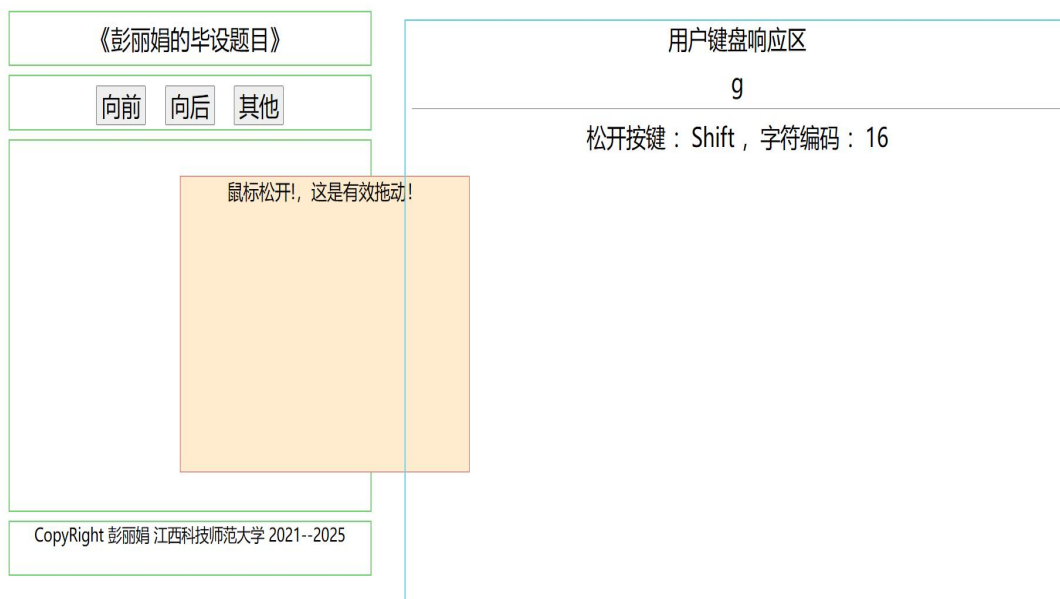 《彭丽娟的毕设题目》
向前 向后 其他
鼠标松开!，这是有效拖动！
CopyRight 彭丽娟 江西科技师范大学 2021--2025
用户键盘响应区
g
松开按键 ：Shift ，字符编码 ：16